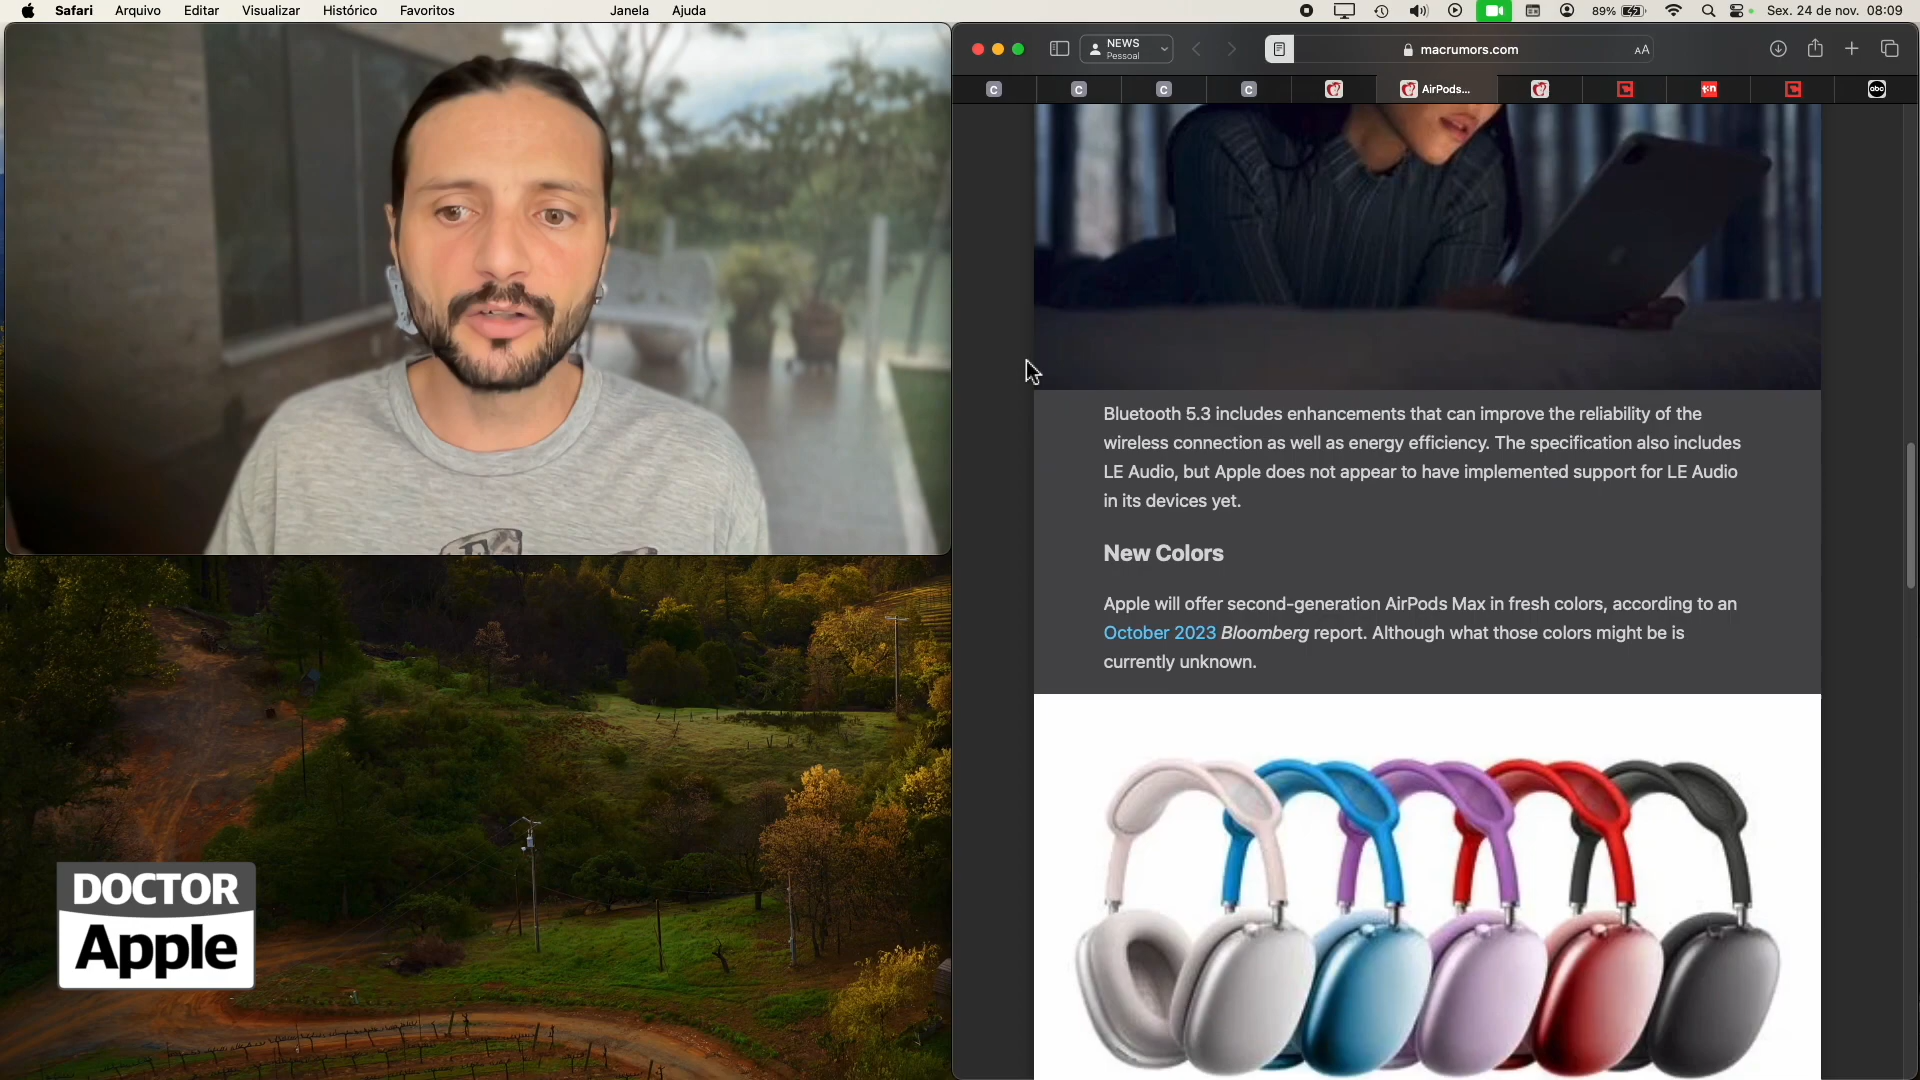 Safari Arquivo Editar Visualizar Histórico Favoritos Janela Ajuda 89% Sex. 24 de nov. 08:09
NEWS
Pessoal
macrumors.com
AA
C C C C AirPods... abc
Bluetooth 5.3 includes enhancements that can improve the reliability of the
wireless connection as well as energy efficiency. The specification also includes
LE Audio, but Apple does not appear to have implemented support for LE Audio
in its devices yet.
New Colors
Apple will offer second-generation AirPods Max in fresh colors, according to an
October 2023 Bloomberg report. Although what those colors might be is
currently unknown.
DOCTOR
Apple